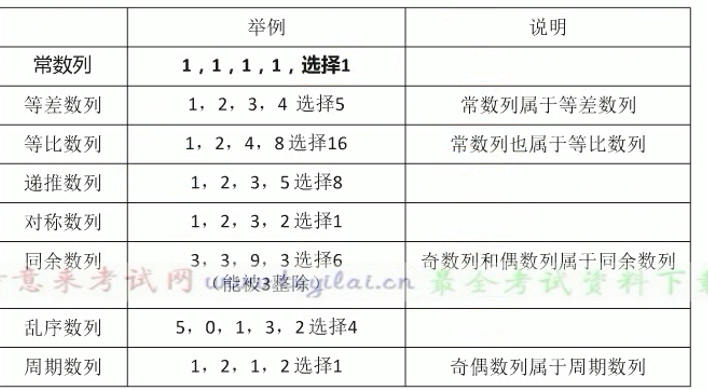 举例 说明
常数列 1，1，1，1，选择1
等差数列 1，2，3，4 选择5 常数列属于等差数列
等比数列 1，2，4，8选择16 常数列也属于等比数列
递推数列 1，2，3，5选择8
对称数列 1，2，3，2选择1
同余数列 3，3，9，3选择6 奇数列和偶数列属于同余数列
（能被3整除）
意采考试网 最全考试资料下
乱序数列 5，0，1，3，2选择4
周期数列 1，2，1，2选择1 奇偶数列属于周期数列